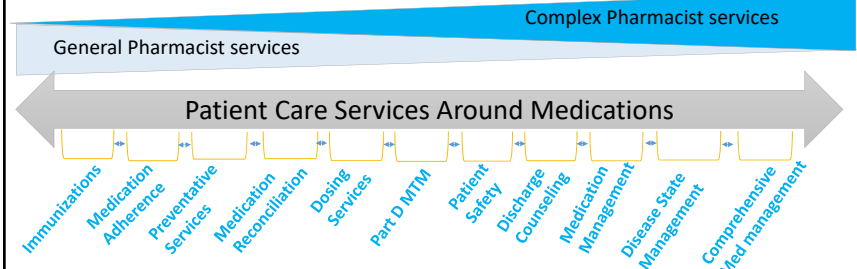 Complex Pharmacist services
General Pharmacist services
Patient Care Services Around Medications
Immunizations
Medication
Adherence
Preventative
Services
Medication
Reconciliation
Dosing
Services
Part D MTM
Patient
Safety
Discharge
Counseling
Medication
Management
Disease State
Management
Comprehensive
Med management